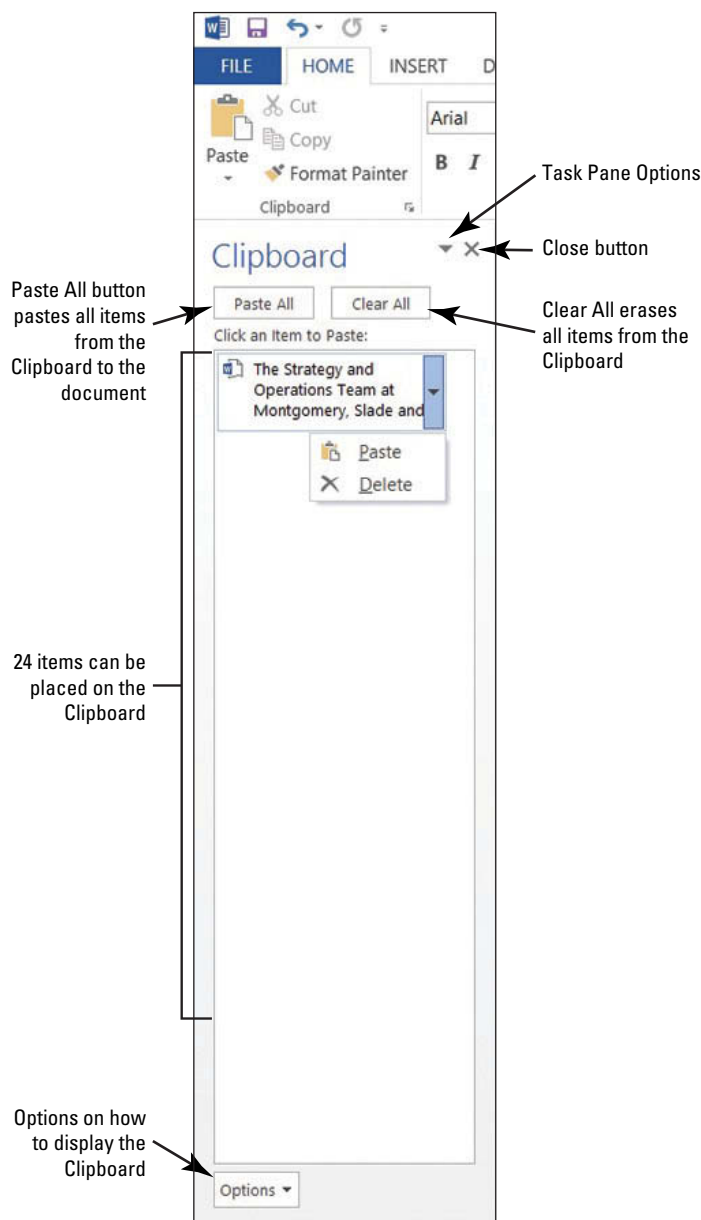 FILE HOME INSERT D
Cut
Copy
Paste
Format Painter
Arial
B I
Clipboard
Task Pane Options
Clipboard
Close button
Paste All Clear All
Click an Item to Paste:
Paste All button
pastes all items
from the
Clipboard to the
document
Clear All erases
all items from the
Clipboard
The Strategy and
Operations Team at
Montgomery, Slade and
Paste
Delete
24 items can be
placed on the
Clipboard
Options on how
to display the
Clipboard
Options